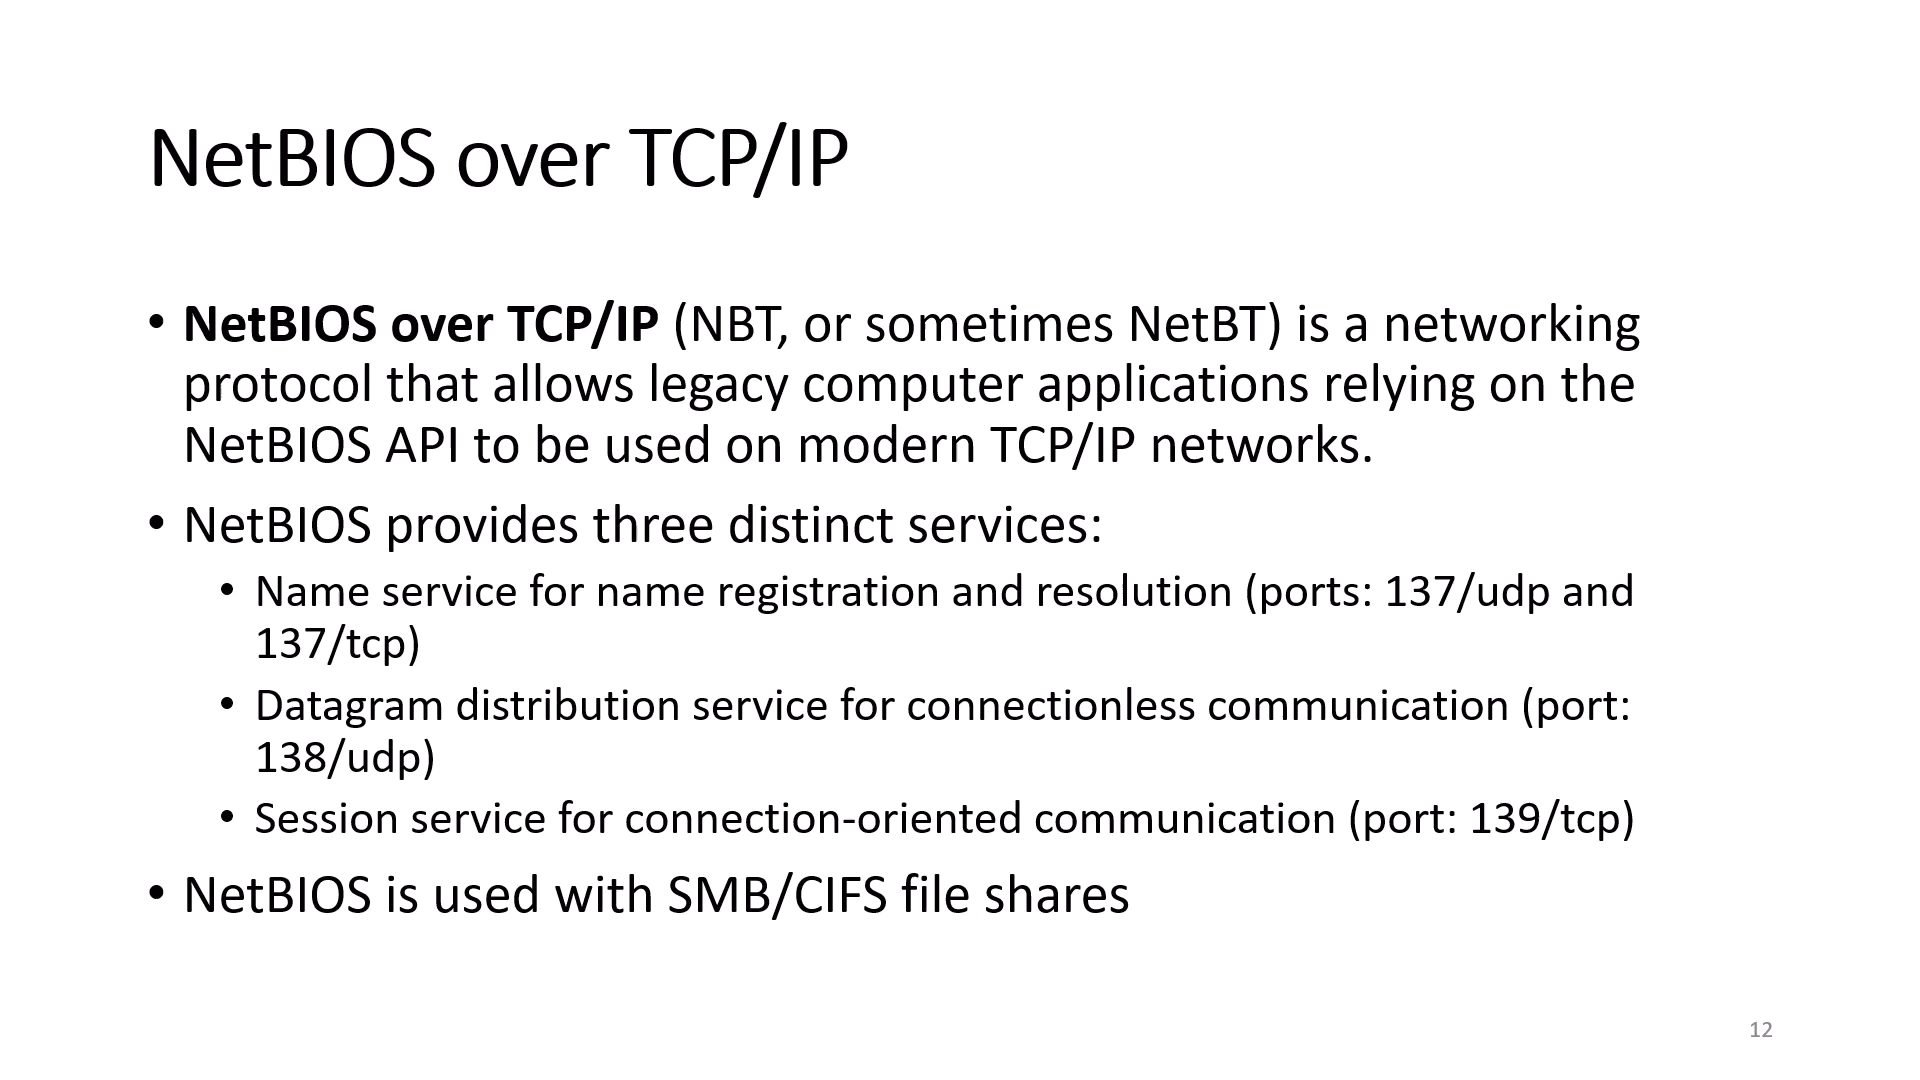 NetBIOS over TCP/IP
• NetBIOS over TCP/IP (NBT, or sometimes NetBT) is a networking
protocol that allows legacy computer applications relying on the
NetBIOS API to be used on modern TCP/IP networks.
• NetBIOS provides three distinct services:
• Name service for name registration and resolution (ports: 137/udp and
137/tcp)
• Datagram distribution service for connectionless communication (port:
138/udp)
• Session service for connection-oriented communication (port: 139/tcp)
• NetBIOS is used with SMB/CIFS file shares
12